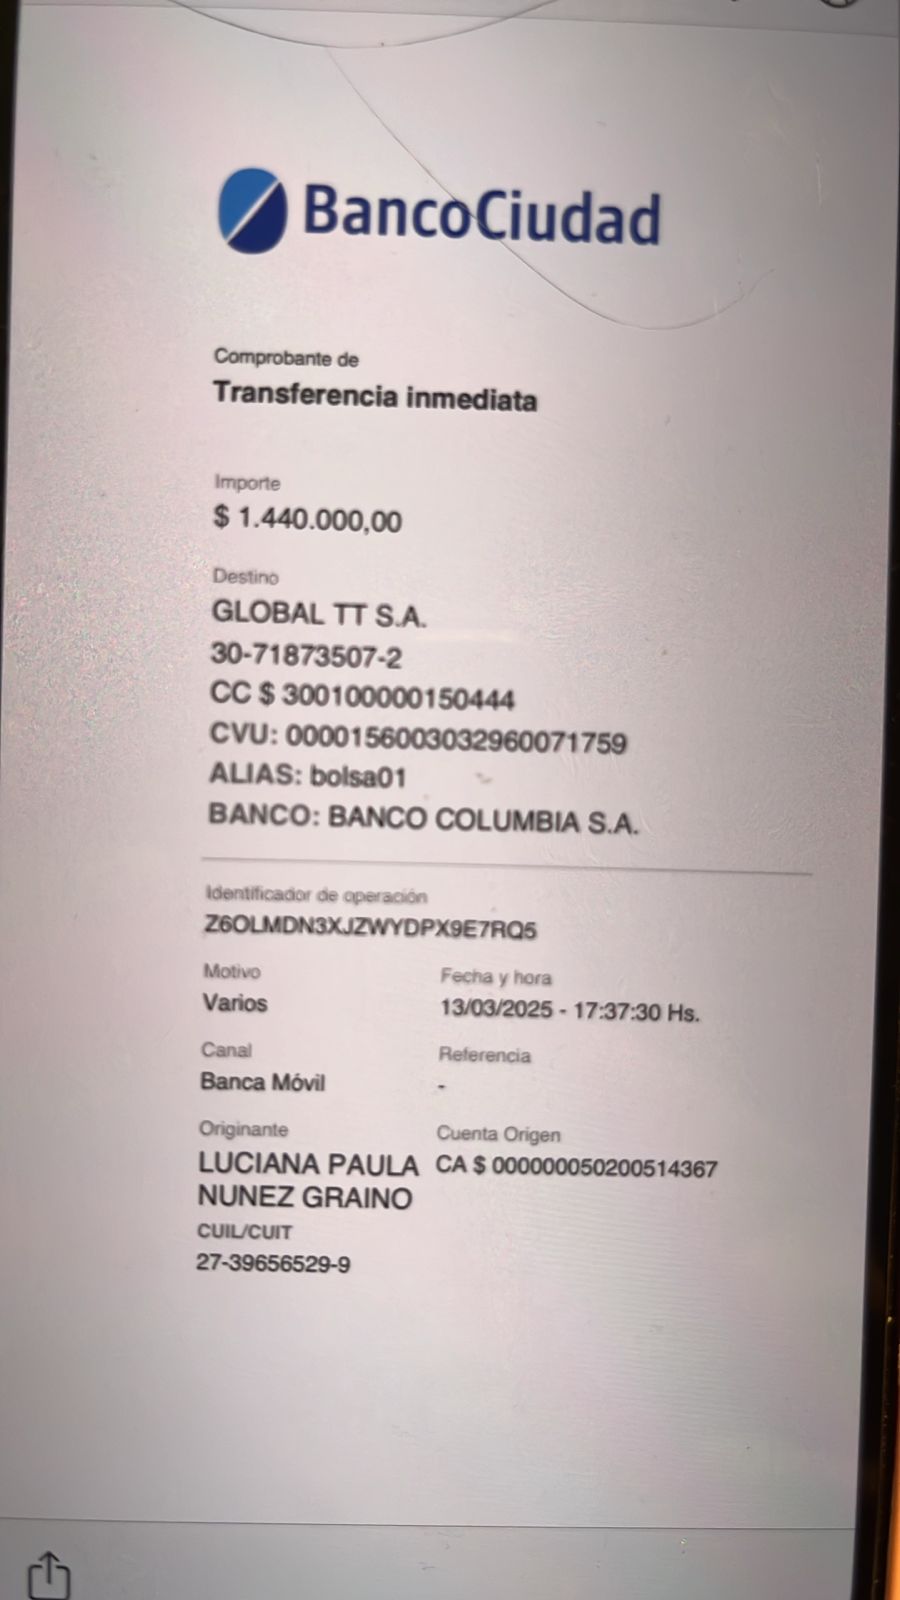 BancoCiudad
Comprobante de
Transferencia inmediata
Importe
$ 1.440.000,00
Destino
GLOBAL TT S.A.
30-71873507-2
CC $ 300100000150444
CVU: 0000156003032960071759
ALIAS: bolsa01
BANCO: BANCO COLUMBIA S.A.
Identificador de operación
Z6OLMDN3XJZWYDPX9E7RQ5
Motivo
Varios
Fecha y hora
13/03/2025 - 17:37:30 Hs.
Canal
Banca Móvil
Referencia
-
Originante
LUCIANA PAULA
NUNEZ GRAINO
Cuenta Origen
CA $ 000000050200514367
CUIL/CUIT
27-39656529-9